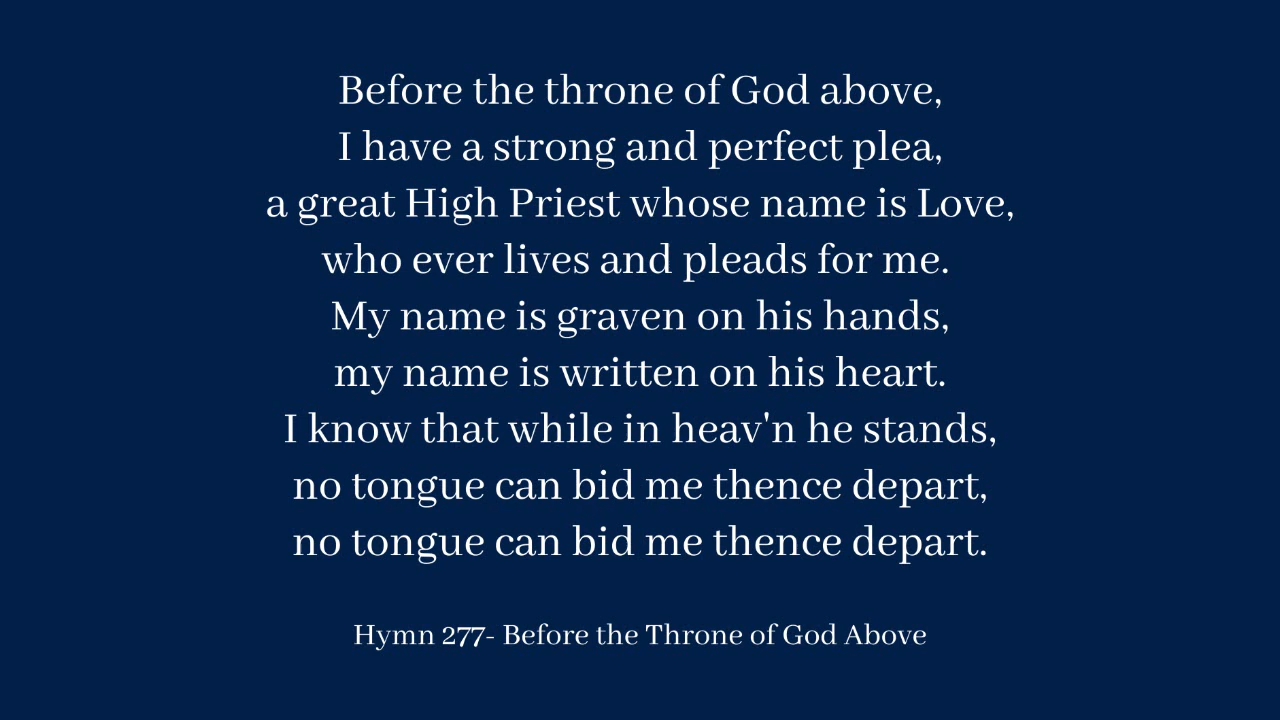 Before the throne of God above,
I have a strong and perfect plea,
a great High Priest whose name is Love,
who ever lives and pleads for me.
My name is graven on his hands,
my name is written on his heart.
I know that while in heav'n he stands,
no tongue can bid me thence depart,
no tongue can bid me thence depart.
Hymn 277- Before the Throne of God Above